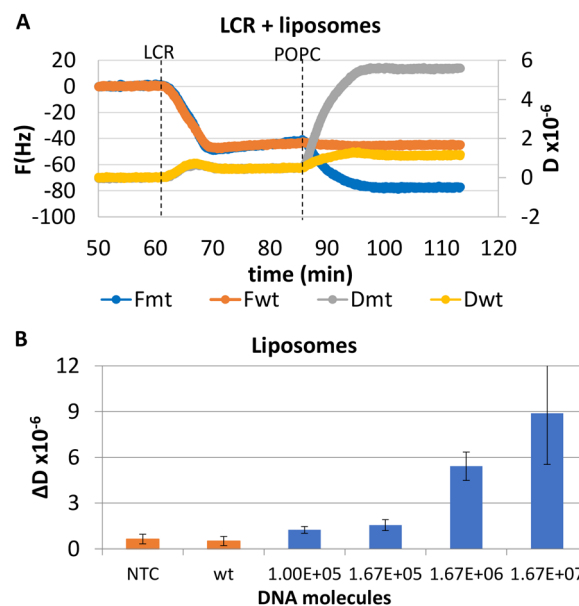 A
LCR + liposomes
LCR
POPC
20
0
-20
-40
-60
-80
-100
F(Hz)
6
4
2
0
-2
D x10-6
50 60 70 80 90 100 110 120
time (min)
Fmt Fwt Dmt Dwt
B
Liposomes
12
9
6
3
0
ΔD x10-6
NTC wt 1.00E+05 1.67E+05 1.67E+06 1.67E+07
DNA molecules